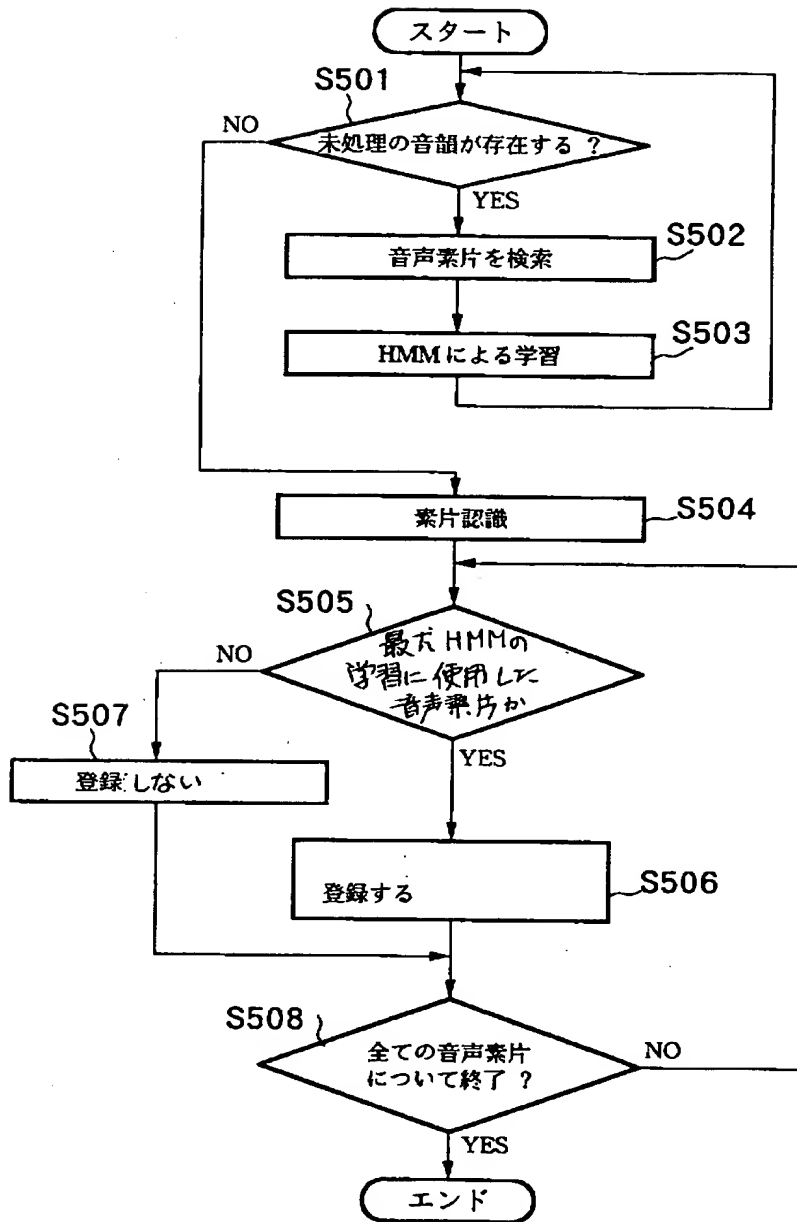 スタート
S501
NO
未処理の音韻が存在する ?
YES
S502
音声素片を検索
S503
HMMによる学習
S504
素片認識
S505
NO
最尤HMMの
学習に使用した
音声素片か
S507
YES
登録しない
S506
登録する
S508
全ての音声素片
について終了 ?
NO
YES
エンド